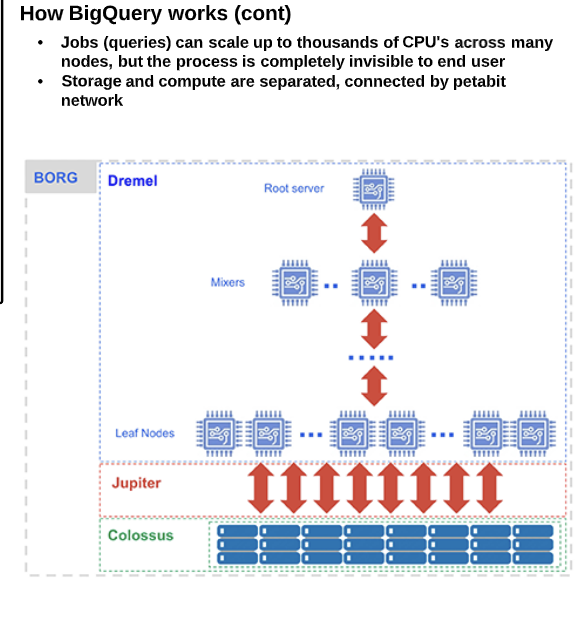 How BigQuery works (cont)
• Jobs (queries) can scale up to thousands of CPU's across many
nodes, but the process is completely invisible to end user
• Storage and compute are separated, connected by petabit
network
BORG
Dremel
Root server
Mixers
Leaf Nodes
Jupiter
Colossus